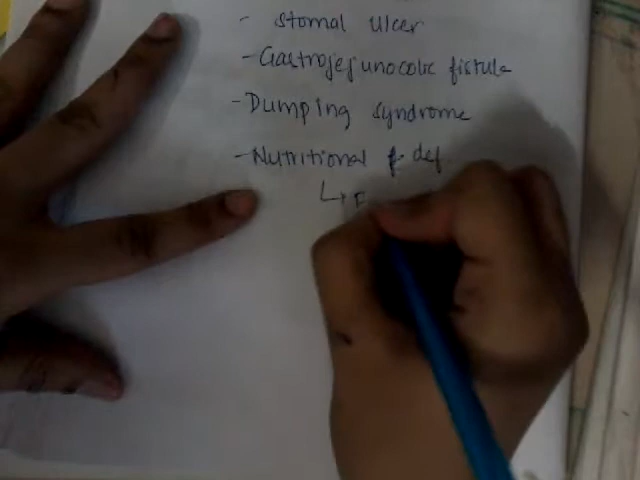 - Stomal Ulcer
- Gastrojejunocolic fistula
- Dumping syndrome
- Nutritional def